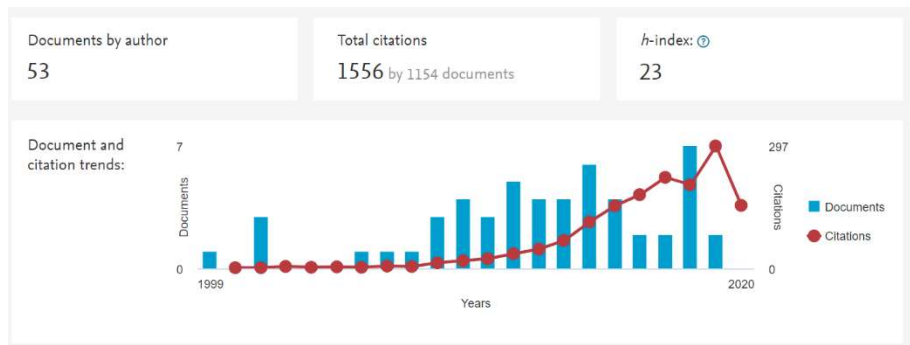 Documents by author
53
Total citations
1556 by 1154 documents
h-index: ?
23
Document and
citation trends:
7
Documents
0
1999
Years
2020
297
Citations
0
Documents
Citations